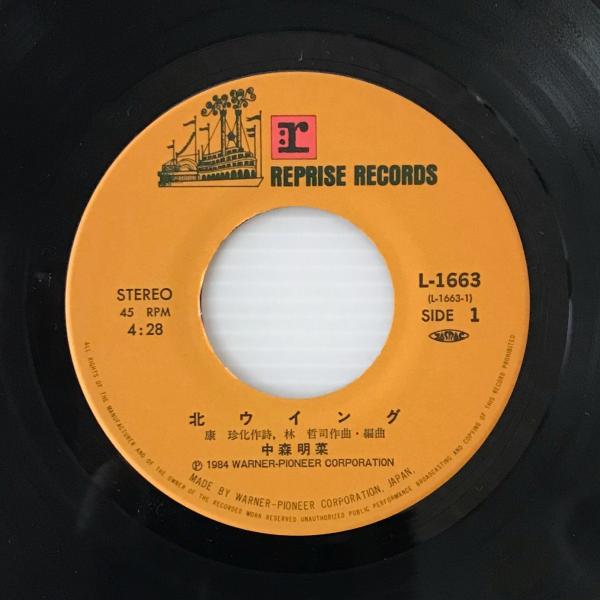 r
REPRISE RECORDS
STEREO
45 RPM
4:28
L-1663
(L-1663-1)
SIDE 1
JASRAC
北ウイング
康 珍化作詩, 林 哲司作曲・編曲
中森明菜
Ⓟ1984 WARNER-PIONEER CORPORATION
MADE BY WARNER-PIONEER CORPORATION, JAPAN.
ALL RIGHTS OF THE MANUFACTURER AND OF THE OWNER OF THE RECORDED WORK RESERVED UNAUTHORIZED PUBLIC PERFORMANCE BROADCASTING AND COPYING OF THIS RECORD PROHIBITED